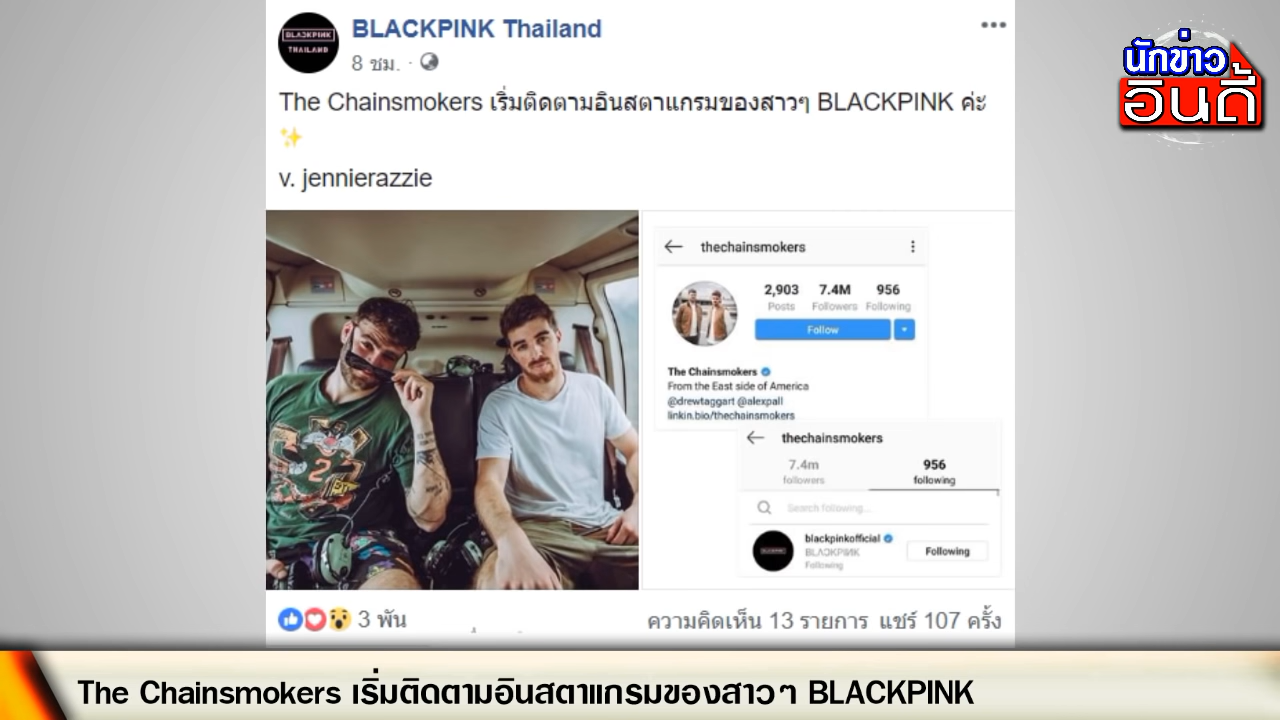 BLACKPINK Thailand
8 ชม. ·
The Chainsmokers เริ่มติดตามอินสตาแกรมของสาวๆ BLACKPINK ค่ะ
✨
v. jennierazzie
นักข่าว
อินดี้
BLACKPINK
THAILAND
thechainsmokers
2,903 7.4M 956
Posts Followers Following
Follow
The Chainsmokers
From the East side of America
@drewtaggart @alexpall
linkin.bio/thechainsmokers
thechainsmokers
7.4m 956
followers following
Search following...
blackpinkofficial
BLACKPINK
Following
Following
3 พัน
ความคิดเห็น 13 รายการ แชร์ 107 ครั้ง
The Chainsmokers เริ่มติดตามอินสตาแกรมของสาวๆ BLACKPINK